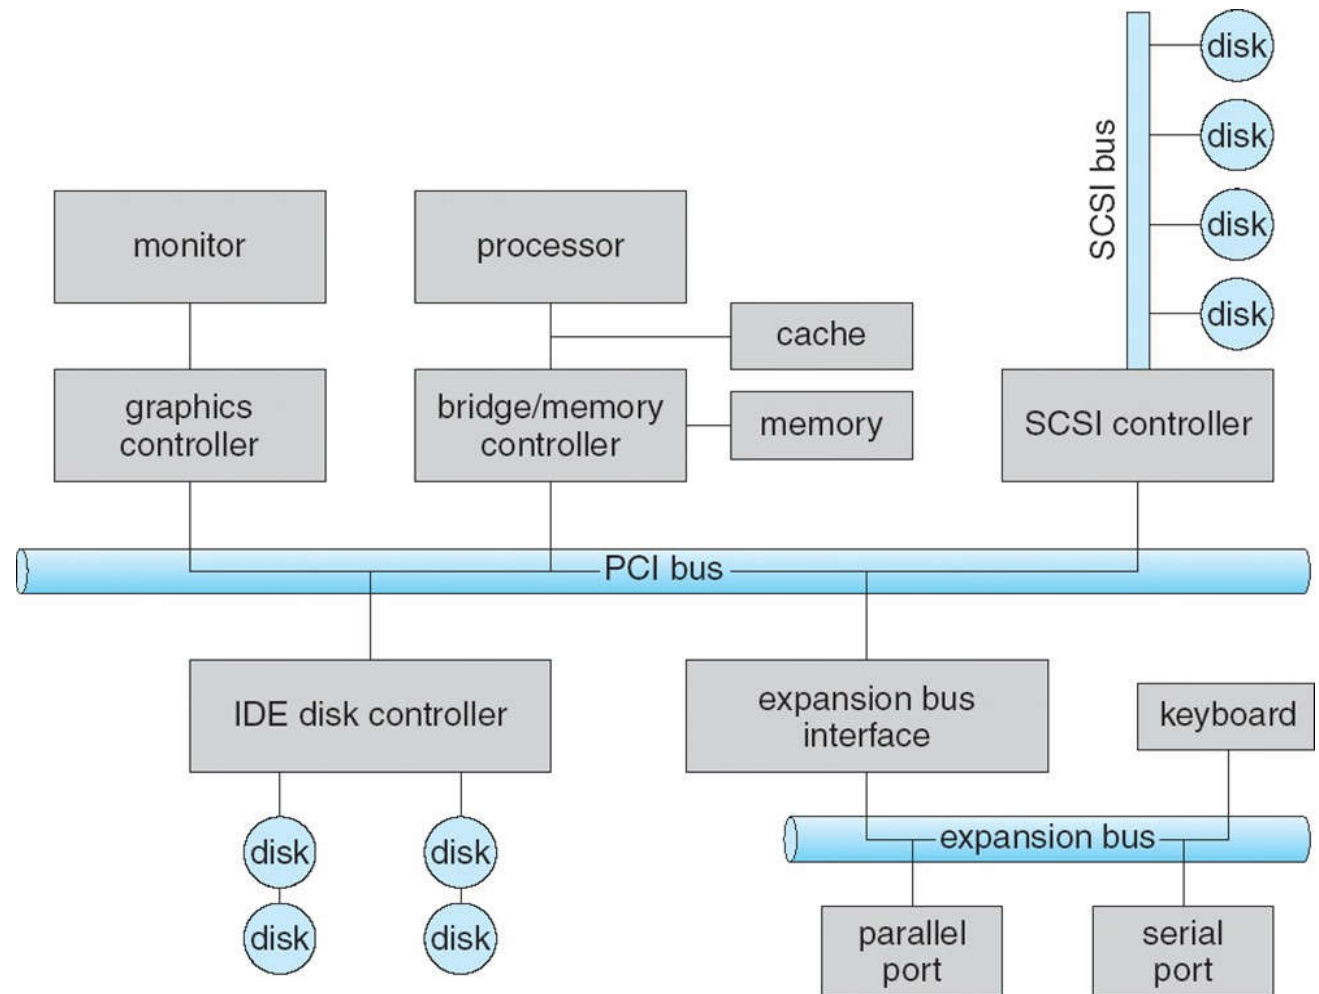 disk
disk
SCSI bus
disk
disk
monitor
processor
cache
graphics
controller
bridge/memory
controller
memory
SCSI controller
PCI bus
IDE disk controller
expansion bus
interface
keyboard
disk
disk
expansion bus
disk
disk
parallel
port
serial
port